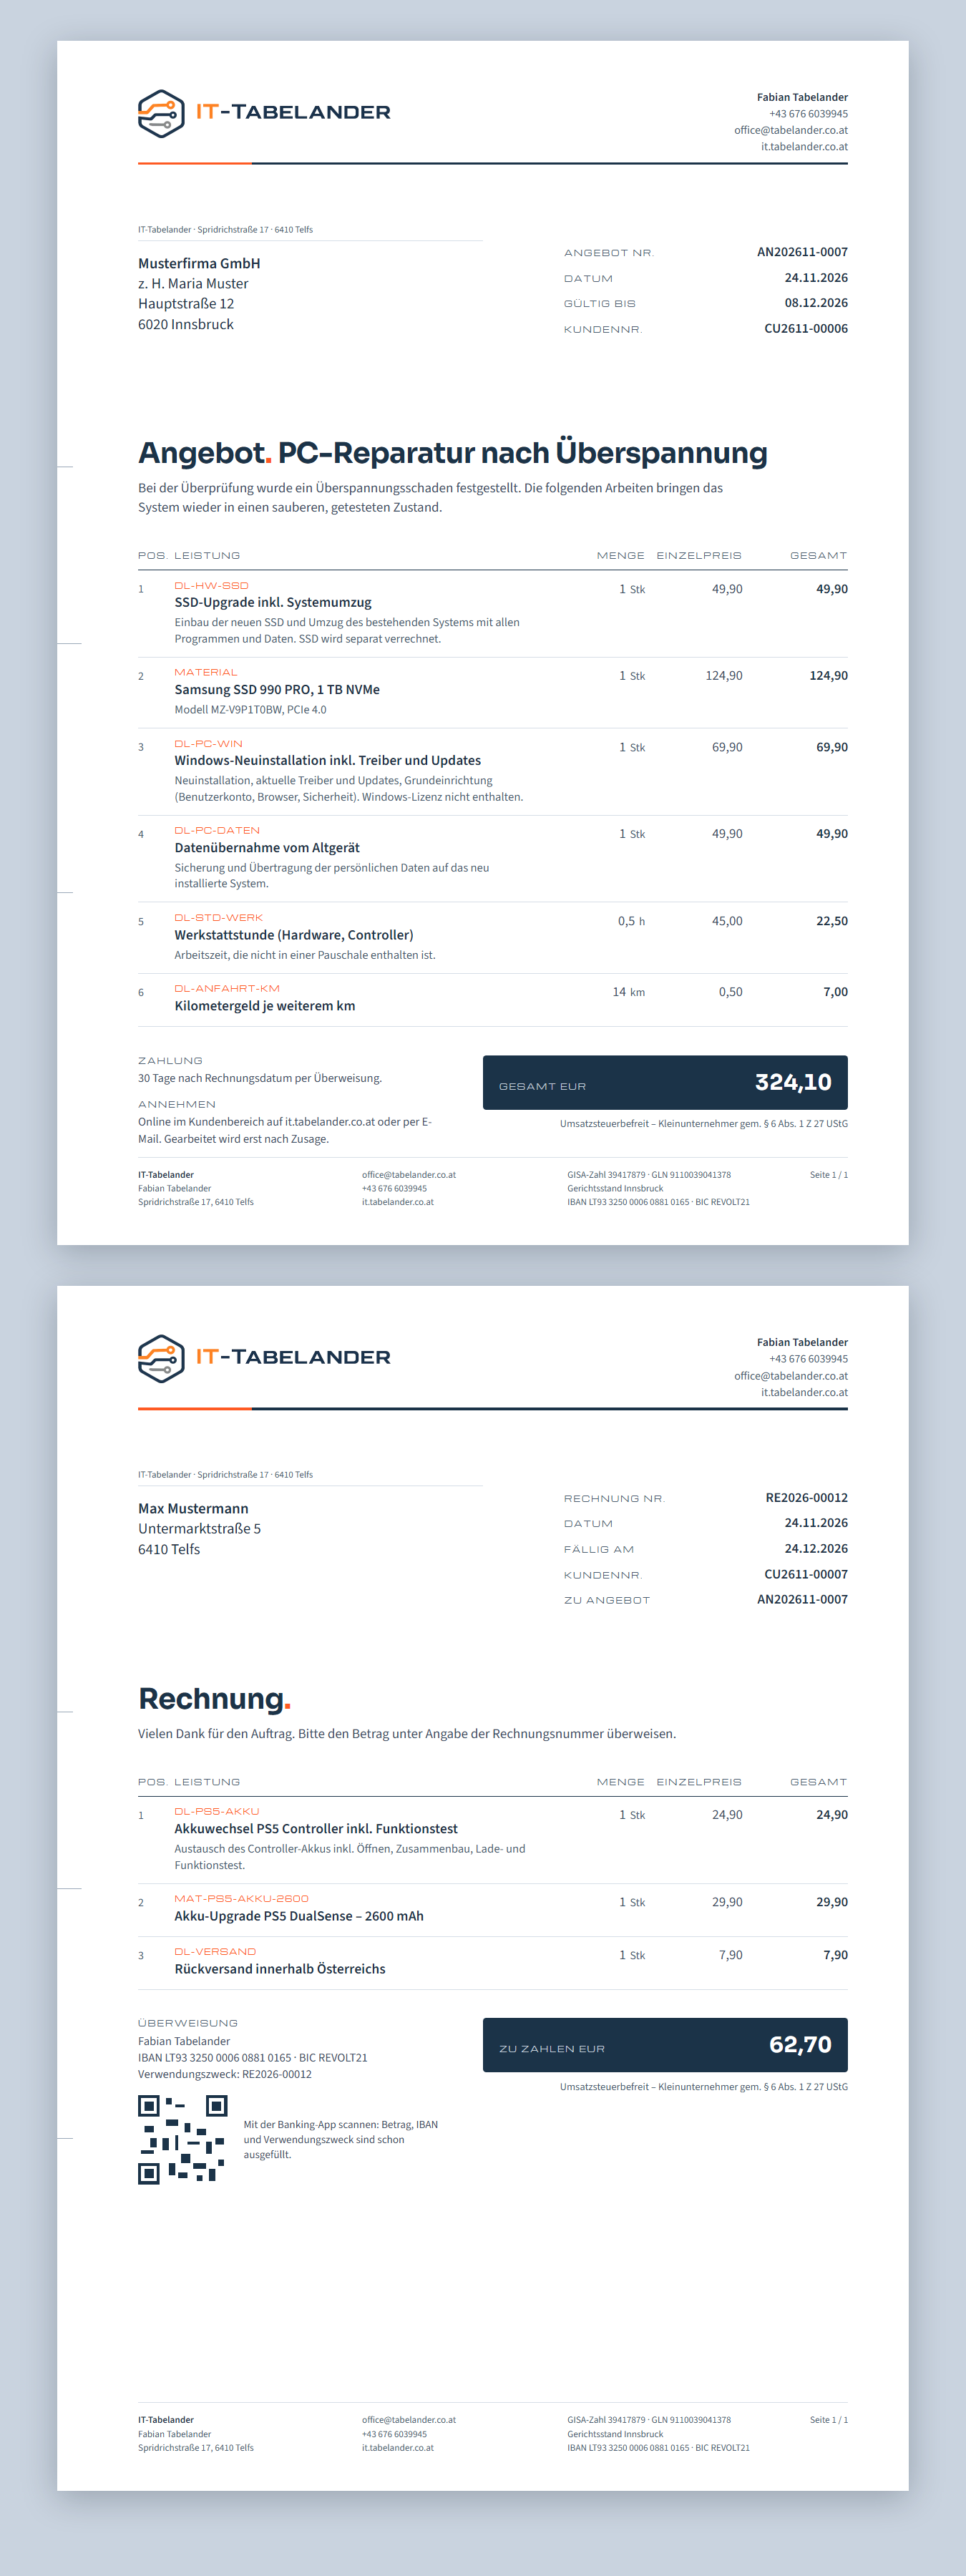 IT-TABELANDER
Fabian Tabelander
+43 676 6039945
office@tabelander.co.at
it.tabelander.co.at
IT-Tabelander · Spridrichstraße 17 · 6410 Telfs
Musterfirma GmbH
z. H. Maria Muster
Hauptstraße 12
6020 Innsbruck
ANGEBOT NR. AN202611-0007
DATUM 24.11.2026
GÜLTIG BIS 08.12.2026
KUNDENNR. CU2611-00006
Angebot. PC-Reparatur nach Überspannung
Bei der Überprüfung wurde ein Überspannungsschaden festgestellt. Die folgenden Arbeiten bringen das
System wieder in einen sauberen, getesteten Zustand.
POS. LEISTUNG MENGE EINZELPREIS GESAMT
DL-HW-SSD
1 SSD-Upgrade inkl. Systemumzug 1 Stk 49,90 49,90
Einbau der neuen SSD und Umzug des bestehenden Systems mit allen
Programmen und Daten. SSD wird separat verrechnet.
MATERIAL
2 Samsung SSD 990 PRO, 1 TB NVMe 1 Stk 124,90 124,90
Modell MZ-V9P1T0BW, PCIe 4.0
DL-PC-WIN
3 Windows-Neuinstallation inkl. Treiber und Updates 1 Stk 69,90 69,90
Neuinstallation, aktuelle Treiber und Updates, Grundeinrichtung
(Benutzerkonto, Browser, Sicherheit). Windows-Lizenz nicht enthalten.
DL-PC-DATEN
4 Datenübernahme vom Altgerät 1 Stk 49,90 49,90
Sicherung und Übertragung der persönlichen Daten auf das neu
installierte System.
DL-STD-WERK
5 Werkstattstunde (Hardware, Controller) 0,5 h 45,00 22,50
Arbeitszeit, die nicht in einer Pauschale enthalten ist.
DL-ANFAHRT-KM
6 Kilometergeld je weiterem km 14 km 0,50 7,00
ZAHLUNG
30 Tage nach Rechnungsdatum per Überweisung.
ANNEHMEN
Online im Kundenbereich auf it.tabelander.co.at oder per E-
Mail. Gearbeitet wird erst nach Zusage.
GESAMT EUR 324,10
Umsatzsteuerbefreit – Kleinunternehmer gem. § 6 Abs. 1 Z 27 UStG
IT-Tabelander
Fabian Tabelander
Spridrichstraße 17, 6410 Telfs
office@tabelander.co.at
+43 676 6039945
it.tabelander.co.at
GISA-Zahl 39417879 · GLN 9110039041378
Gerichtsstand Innsbruck
IBAN LT93 3250 0006 0881 0165 · BIC REVOLT21
Seite 1 / 1
IT-TABELANDER
Fabian Tabelander
+43 676 6039945
office@tabelander.co.at
it.tabelander.co.at
IT-Tabelander · Spridrichstraße 17 · 6410 Telfs
Max Mustermann
Untermarktstraße 5
6410 Telfs
RECHNUNG NR. RE2026-00012
DATUM 24.11.2026
FÄLLIG AM 24.12.2026
KUNDENNR. CU2611-00007
ZU ANGEBOT AN202611-0007
Rechnung.
Vielen Dank für den Auftrag. Bitte den Betrag unter Angabe der Rechnungsnummer überweisen.
POS. LEISTUNG MENGE EINZELPREIS GESAMT
DL-PS5-AKKU
1 Akkuwechsel PS5 Controller inkl. Funktionstest 1 Stk 24,90 24,90
Austausch des Controller-Akkus inkl. Öffnen, Zusammenbau, Lade- und
Funktionstest.
MAT-PS5-AKKU-2600
2 Akku-Upgrade PS5 DualSense – 2600 mAh 1 Stk 29,90 29,90
DL-VERSAND
3 Rückversand innerhalb Österreichs 1 Stk 7,90 7,90
ÜBERWEISUNG
Fabian Tabelander
IBAN LT93 3250 0006 0881 0165 · BIC REVOLT21
Verwendungszweck: RE2026-00012
Mit der Banking-App scannen: Betrag, IBAN
und Verwendungszweck sind schon
ausgefüllt.
ZU ZAHLEN EUR 62,70
Umsatzsteuerbefreit – Kleinunternehmer gem. § 6 Abs. 1 Z 27 UStG
IT-Tabelander
Fabian Tabelander
Spridrichstraße 17, 6410 Telfs
office@tabelander.co.at
+43 676 6039945
it.tabelander.co.at
GISA-Zahl 39417879 · GLN 9110039041378
Gerichtsstand Innsbruck
IBAN LT93 3250 0006 0881 0165 · BIC REVOLT21
Seite 1 / 1